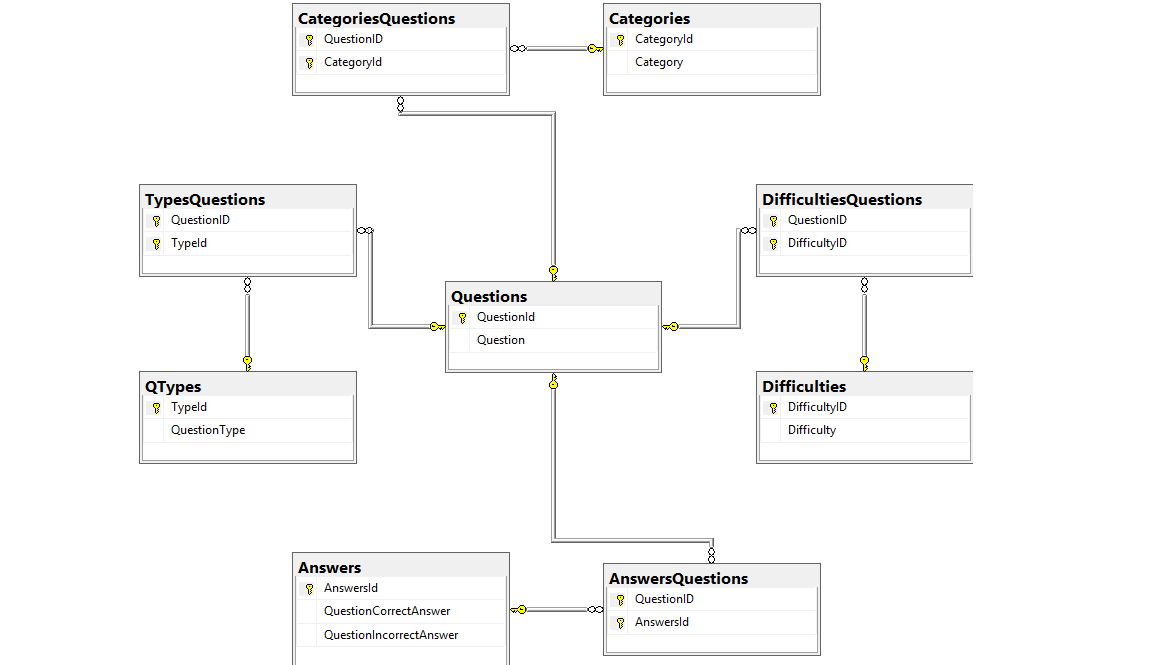 CategoriesQuestions
QuestionID
CategoryId
Categories
CategoryId
Category
TypesQuestions
QuestionID
TypeId
DifficultiesQuestions
QuestionID
DifficultyID
Questions
QuestionId
Question
QTypes
TypeId
QuestionType
Difficulties
DifficultyID
Difficulty
Answers
AnswersId
QuestionCorrectAnswer
QuestionIncorrectAnswer
AnswersQuestions
QuestionID
AnswersId